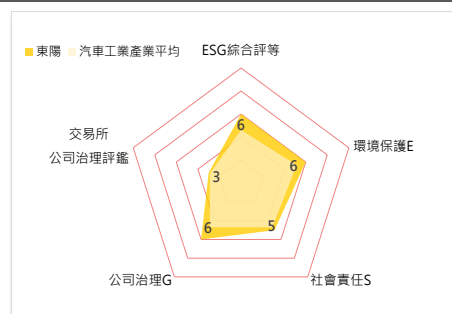 東陽 汽車工業產業平均
ESG綜合評等
6
環境保護E
6
社會責任S
5
公司治理G
6
交易所
公司治理評鑑
3